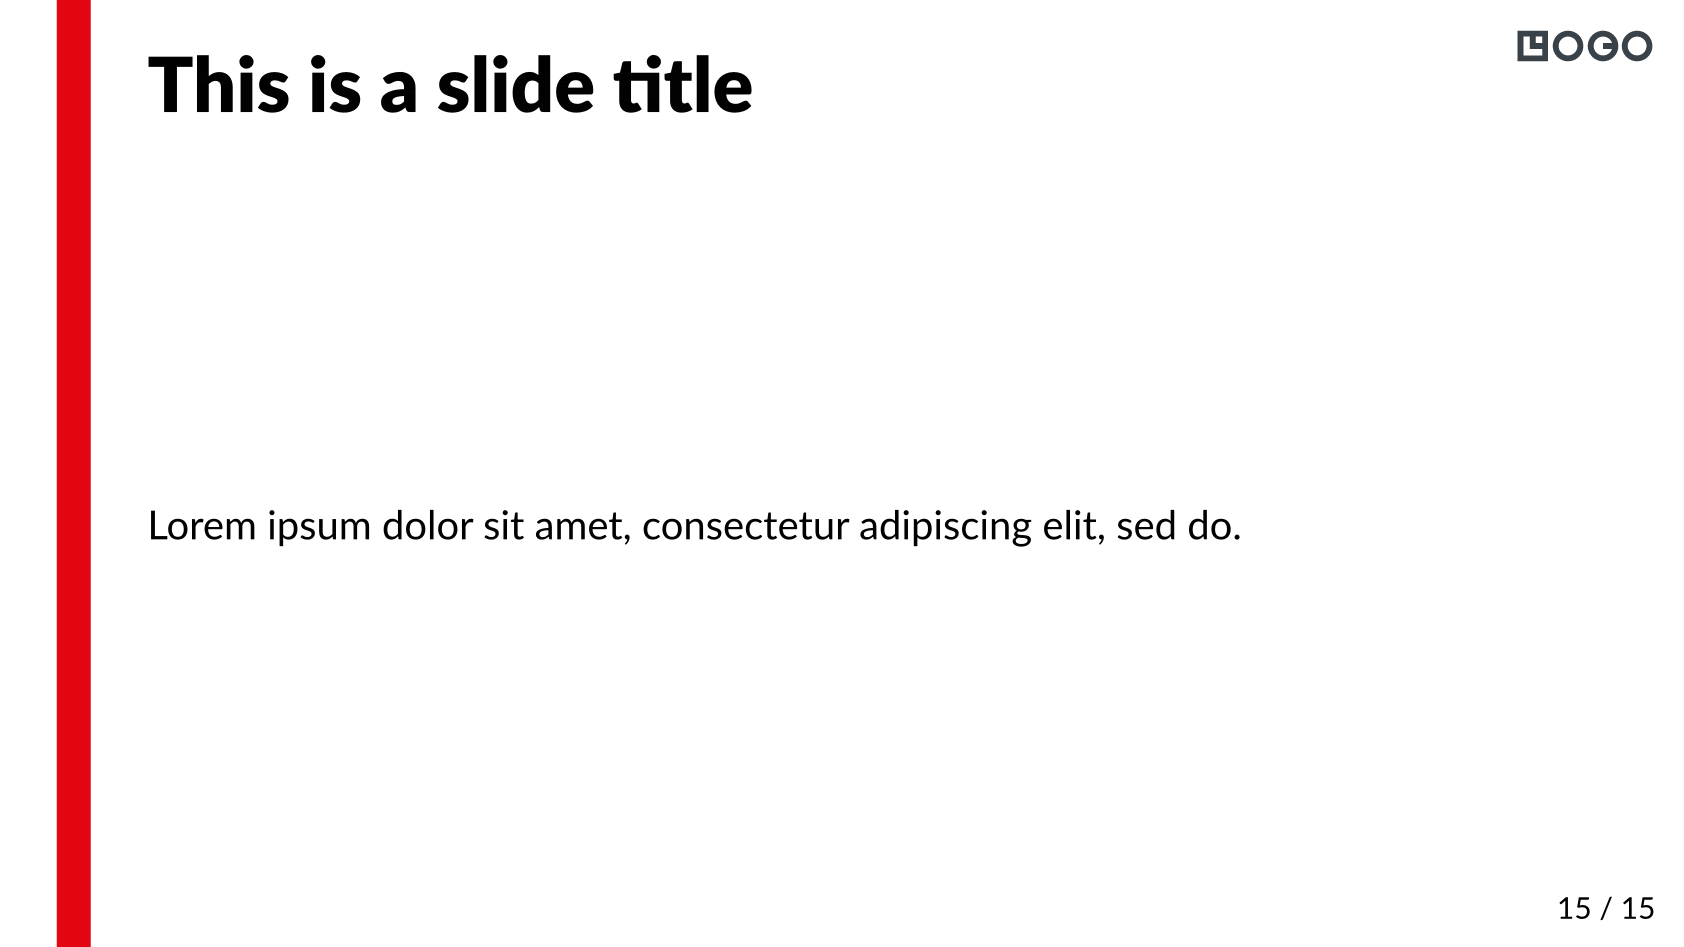 This is a slide title
LOGO
Lorem ipsum dolor sit amet, consectetur adipiscing elit, sed do.
15 / 15